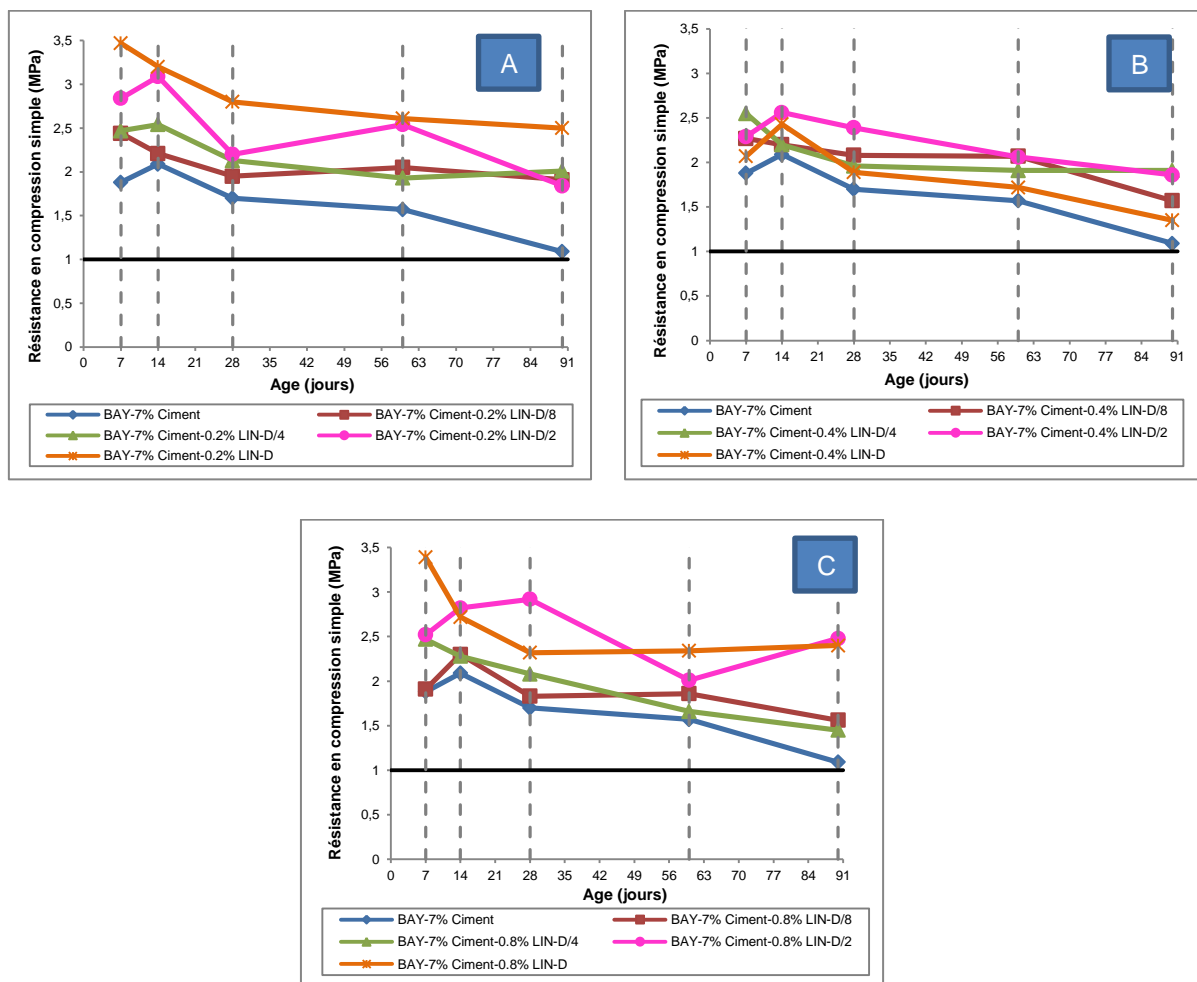 A
Résistance en compression simple (MPa)
3,5
3
2,5
2
1,5
1
0,5
0
0 7 14 21 28 35 42 49 56 63 70 77 84 91
Age (jours)
BAY-7% Ciment
BAY-7% Ciment-0.2% LIN-D/8
BAY-7% Ciment-0.2% LIN-D/4
BAY-7% Ciment-0.2% LIN-D/2
BAY-7% Ciment-0.2% LIN-D
B
Résistance en compression simple (MPa)
3,5
3
2,5
2
1,5
1
0,5
0
0 7 14 21 28 35 42 49 56 63 70 77 84 91
Age (jours)
BAY-7% Ciment
BAY-7% Ciment-0.4% LIN-D/8
BAY-7% Ciment-0.4% LIN-D/4
BAY-7% Ciment-0.4% LIN-D/2
BAY-7% Ciment-0.4% LIN-D
C
Résistance en compression simple (MPa)
3,5
3
2,5
2
1,5
1
0,5
0
0 7 14 21 28 35 42 49 56 63 70 77 84 91
Age (jours)
BAY-7% Ciment
BAY-7% Ciment-0.8% LIN-D/8
BAY-7% Ciment-0.8% LIN-D/4
BAY-7% Ciment-0.8% LIN-D/2
BAY-7% Ciment-0.8% LIN-D